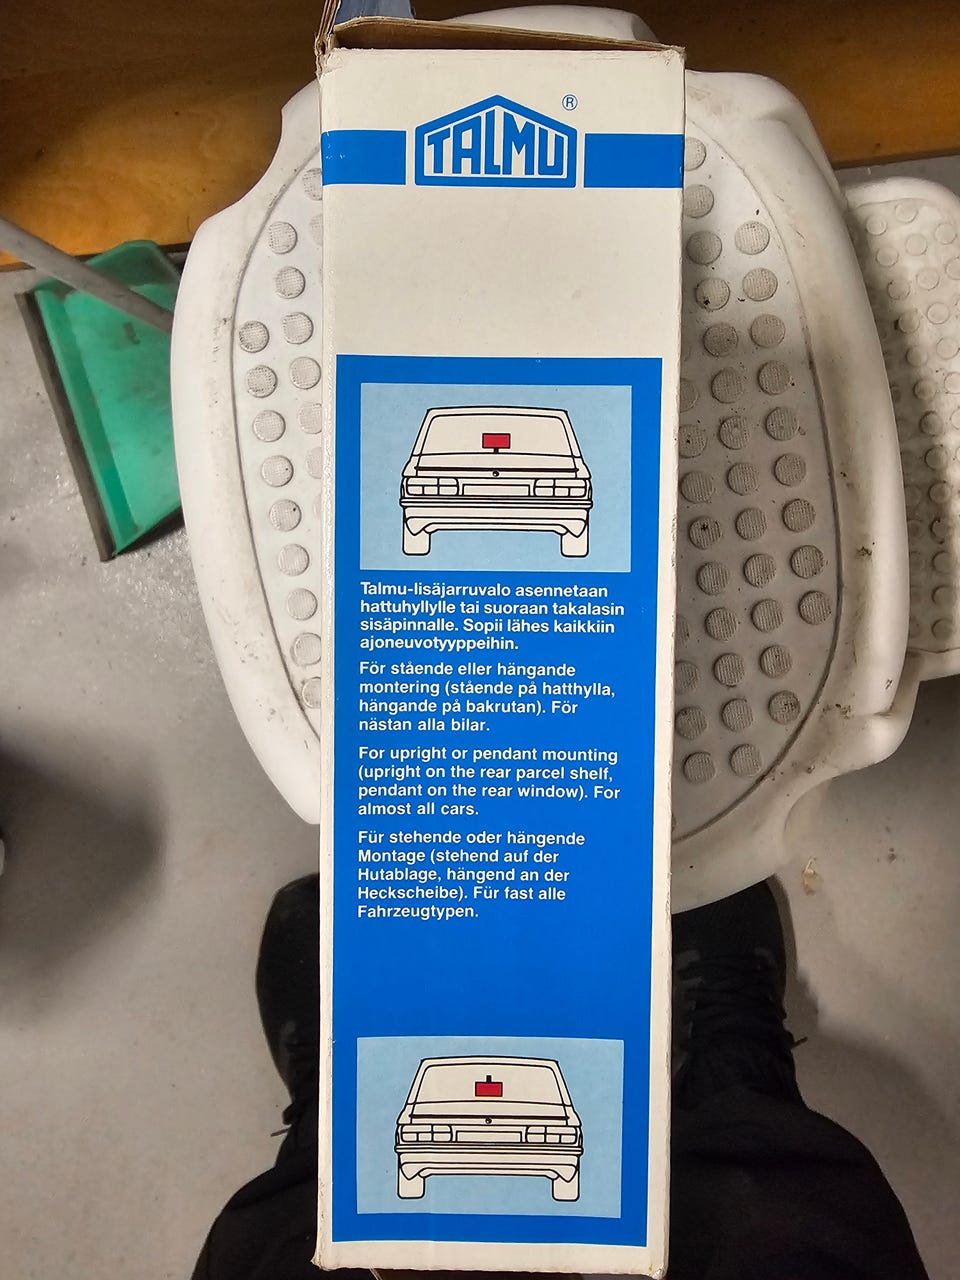 TALMU ®
Talmu-lisäjarruvalo asennetaan
hattuhyllylle tai suoraan takalasin
sisäpinnalle. Sopii lähes kaikkiin
ajoneuvotyyppeihin.
För stående eller hängande
montering (stående på hatthylla,
hängande på bakrutan). För
nästan alla bilar.
For upright or pendant mounting
(upright on the rear parcel shelf,
pendant on the rear window). For
almost all cars.
Für stehende oder hängende
Montage (stehend auf der
Hutablage, hängend an der
Heckscheibe). Für fast alle
Fahrzeugtypen.